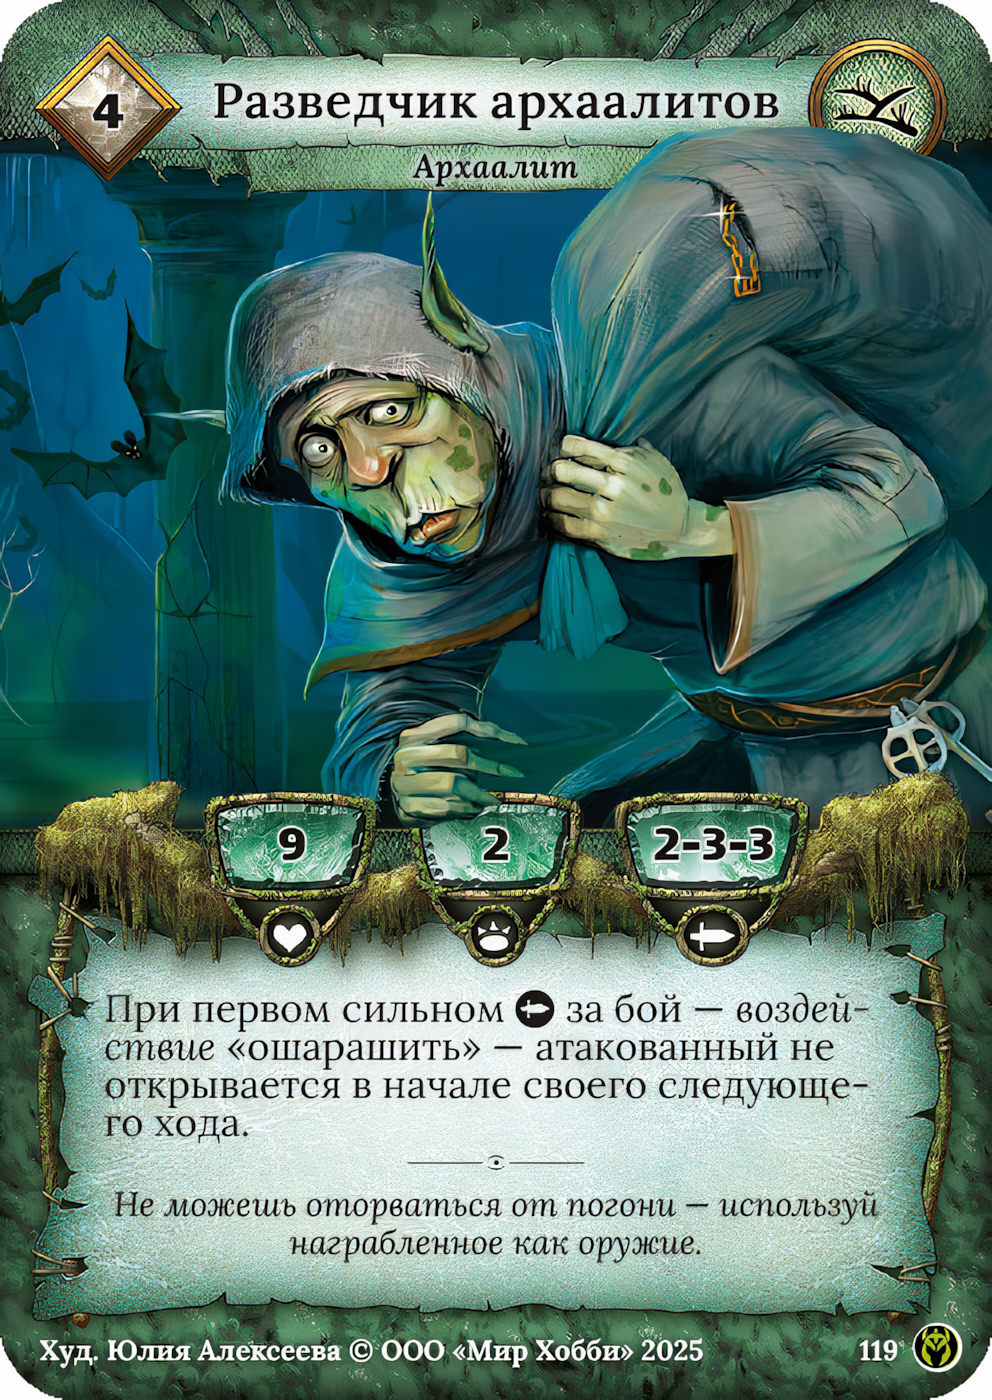 4
Разведчик архаалитов
Архаалит
9
2
2-3-3
При первом сильном за бой — воздей-
ствие «ошарашить» — атакованный не
открывается в начале своего следующе-
го хода.
Не можешь оторваться от погони — используй
награбленное как оружие.
Худ. Юлия Алексеева © ООО «Мир Хобби» 2025
119